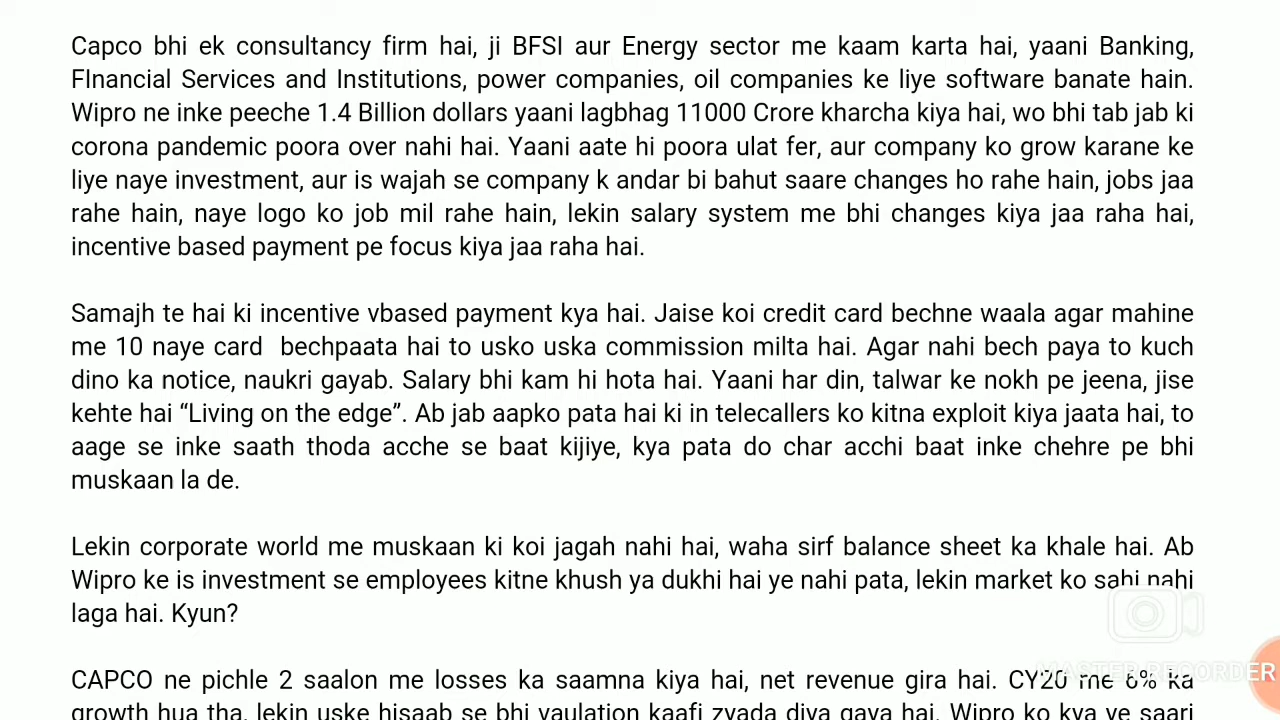 Capco bhi ek consultancy firm hai, ji BFSI aur Energy sector me kaam karta hai, yaani Banking,
FInancial Services and Institutions, power companies, oil companies ke liye software banate hain.
Wipro ne inke peeche 1.4 Billion dollars yaani lagbhag 11000 Crore kharcha kiya hai, wo bhi tab jab ki
corona pandemic poora over nahi hai. Yaani aate hi poora ulat fer, aur company ko grow karane ke
liye naye investment, aur is wajah se company k andar bi bahut saare changes ho rahe hain, jobs jaa
rahe hain, naye logo ko job mil rahe hain, lekin salary system me bhi changes kiya jaa raha hai,
incentive based payment pe focus kiya jaa raha hai.
Samajh te hai ki incentive vbased payment kya hai. Jaise koi credit card bechne waala agar mahine
me 10 naye card bechpaata hai to usko uska commission milta hai. Agar nahi bech paya to kuch
dino ka notice, naukri gayab. Salary bhi kam hi hota hai. Yaani har din, talwar ke nokh pe jeena, jise
kehte hai “Living on the edge”. Ab jab aapko pata hai ki in telecallers ko kitna exploit kiya jaata hai, to
aage se inke saath thoda acche se baat kijiye, kya pata do char acchi baat inke chehre pe bhi
muskaan la de.
Lekin corporate world me muskaan ki koi jagah nahi hai, waha sirf balance sheet ka khale hai. Ab
Wipro ke is investment se employees kitne khush ya dukhi hai ye nahi pata, lekin market ko sahi nahi
laga hai. Kyun?
CAPCO ne pichle 2 saalon me losses ka saamna kiya hai, net revenue gira hai. CY20 me 6% ka
growth hua tha, lekin uske hisaab se bhi vaulation kaafi zyada diya gaya hai. Wipro ko kya ye saari
MASTER RECORDER